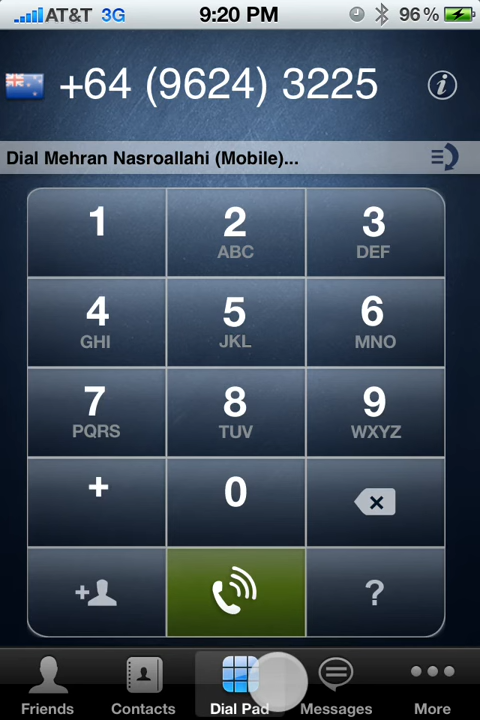 AT&T 3G 9:20 PM 96%
+64 (9624) 3225 i
Dial Mehran Nasroallahi (Mobile)...
1 2 3
ABC DEF
4 5 6
GHI JKL MNO
7 8 9
PQRS TUV WXYZ
+ 0
+ ?
Friends Contacts Dial Pad Messages More